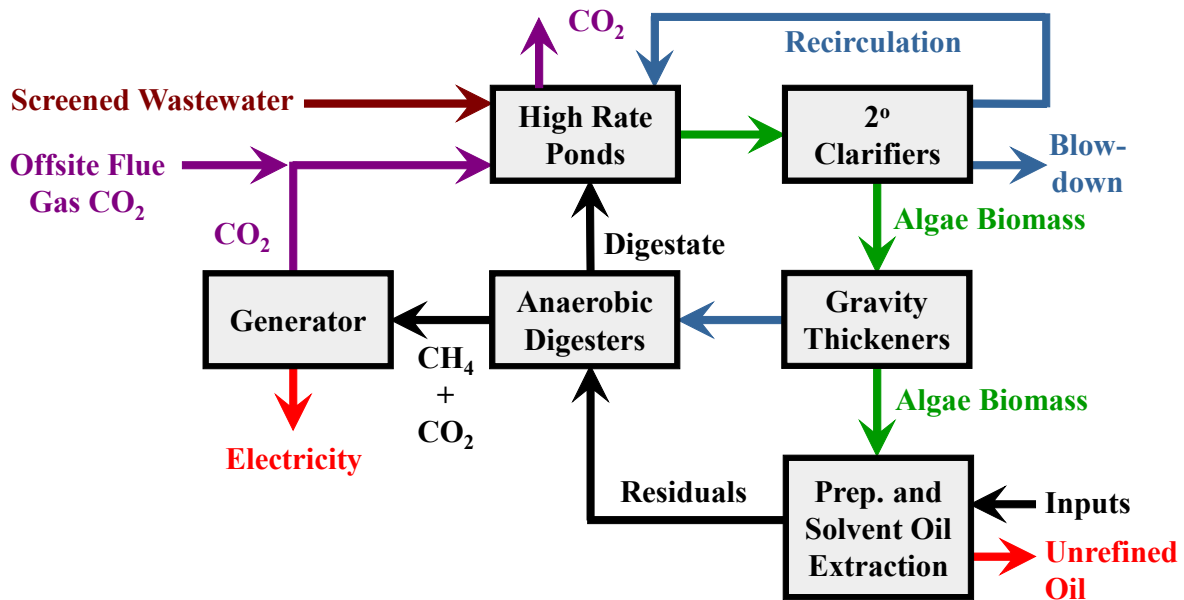 CO₂
Recirculation
Screened Wastewater
High Rate
Ponds
2º
Clarifiers
Offsite Flue
Gas CO₂
Blow-
down
CO₂
Digestate
Algae Biomass
Generator
Anaerobic
Digesters
Gravity
Thickeners
CH₄
+
CO₂
Algae Biomass
Electricity
Residuals
Prep. and
Solvent Oil
Extraction
Inputs
Unrefined
Oil